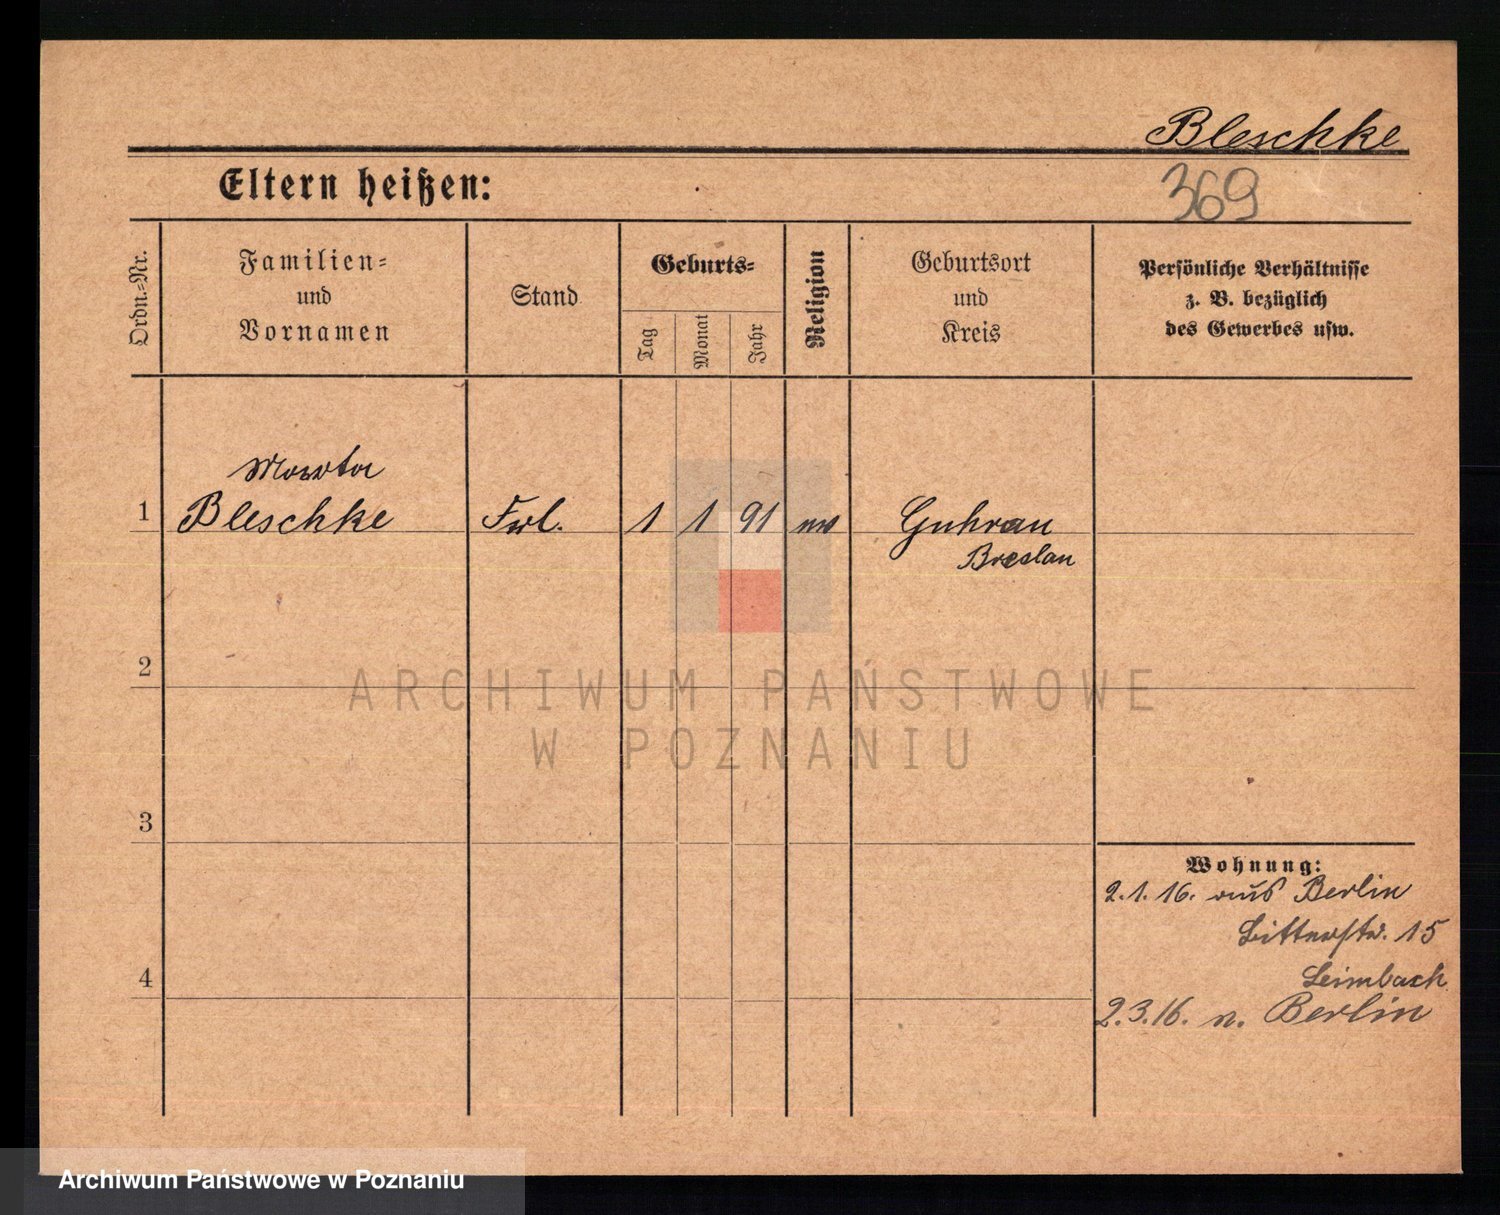 Bleschke
369
Eltern heißen:
Ordn.-Nr.
Familien-
und
Vornamen
Stand
Geburts-
Tag
Monat
Jahr
Religion
Geburtsort
und
Kreis
Persönliche Verhältnisse
z. B. bezüglich
des Gewerbes usw.
Martha
1 Bleschke Frl. 1 1 91 Guhrau
Breslau
2
ARCHIWUM PAŃSTWOWE
W POZNANIU
3
Wohnung:
2.1.16. aus Berlin
Ritterstr. 15
Leimbach
4
2.3.16. n. Berlin
Archiwum Państwowe w Poznaniu